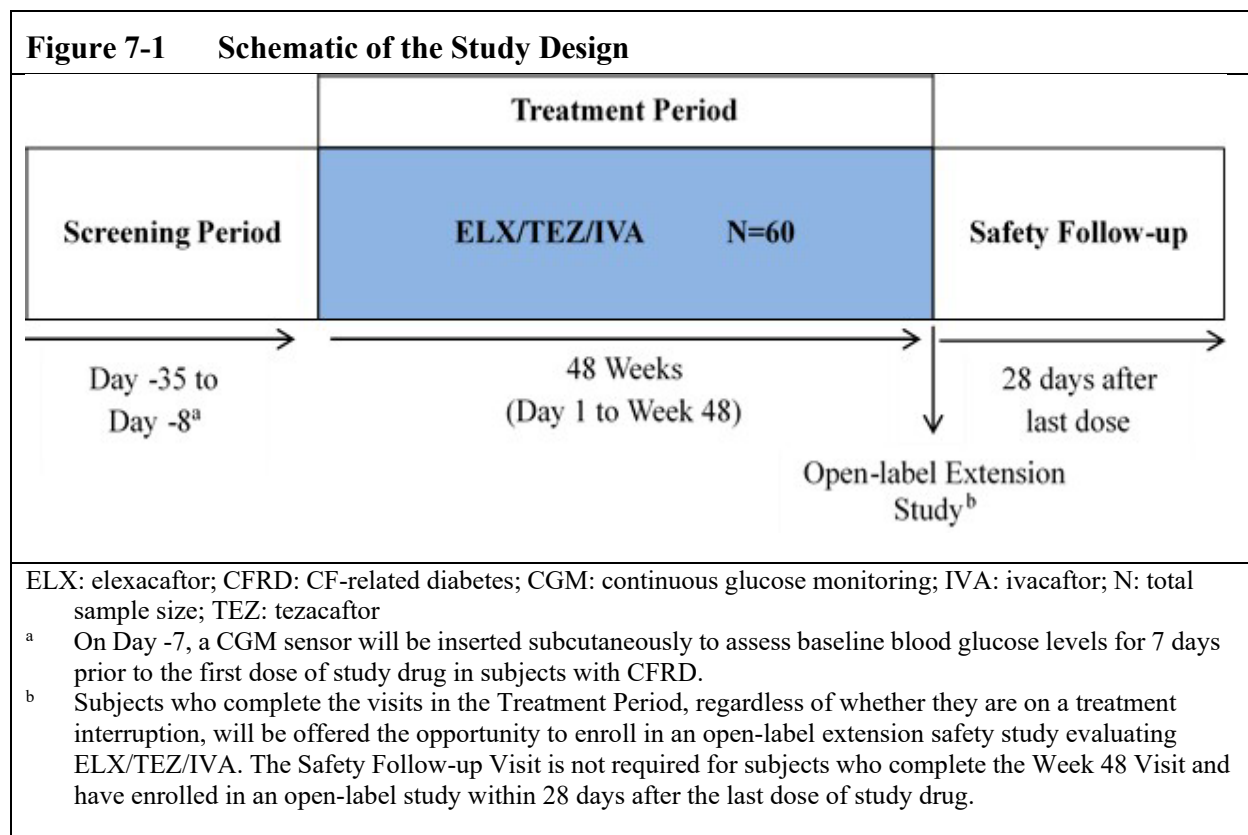 Figure 7-1 Schematic of the Study Design
Treatment Period
Screening Period
ELX/TEZ/IVA N=60
Safety Follow-up
Day -35 to
Day -8a
48 Weeks
(Day 1 to Week 48)
28 days after
last dose
Open-label Extension
Studyb
ELX: elexacaftor; CFRD: CF-related diabetes; CGM: continuous glucose monitoring; IVA: ivacaftor; N: total
sample size; TEZ: tezacaftor
a On Day -7, a CGM sensor will be inserted subcutaneously to assess baseline blood glucose levels for 7 days
prior to the first dose of study drug in subjects with CFRD.
b Subjects who complete the visits in the Treatment Period, regardless of whether they are on a treatment
interruption, will be offered the opportunity to enroll in an open-label extension safety study evaluating
ELX/TEZ/IVA. The Safety Follow-up Visit is not required for subjects who complete the Week 48 Visit and
have enrolled in an open-label study within 28 days after the last dose of study drug.